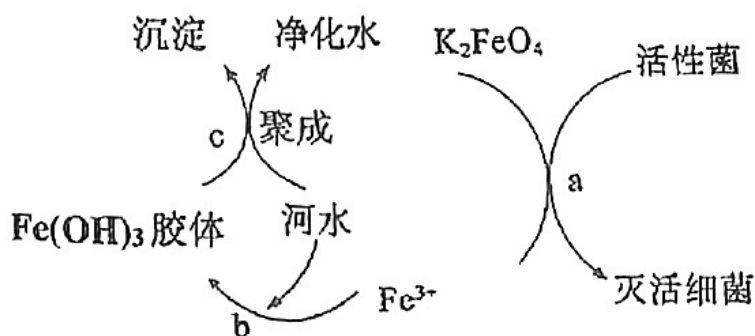 沉淀 净化水 K₂FeO₄ 活性菌
c 聚成
a
Fe(OH)₃胶体 河水
Fe³⁺ 灭活细菌
b